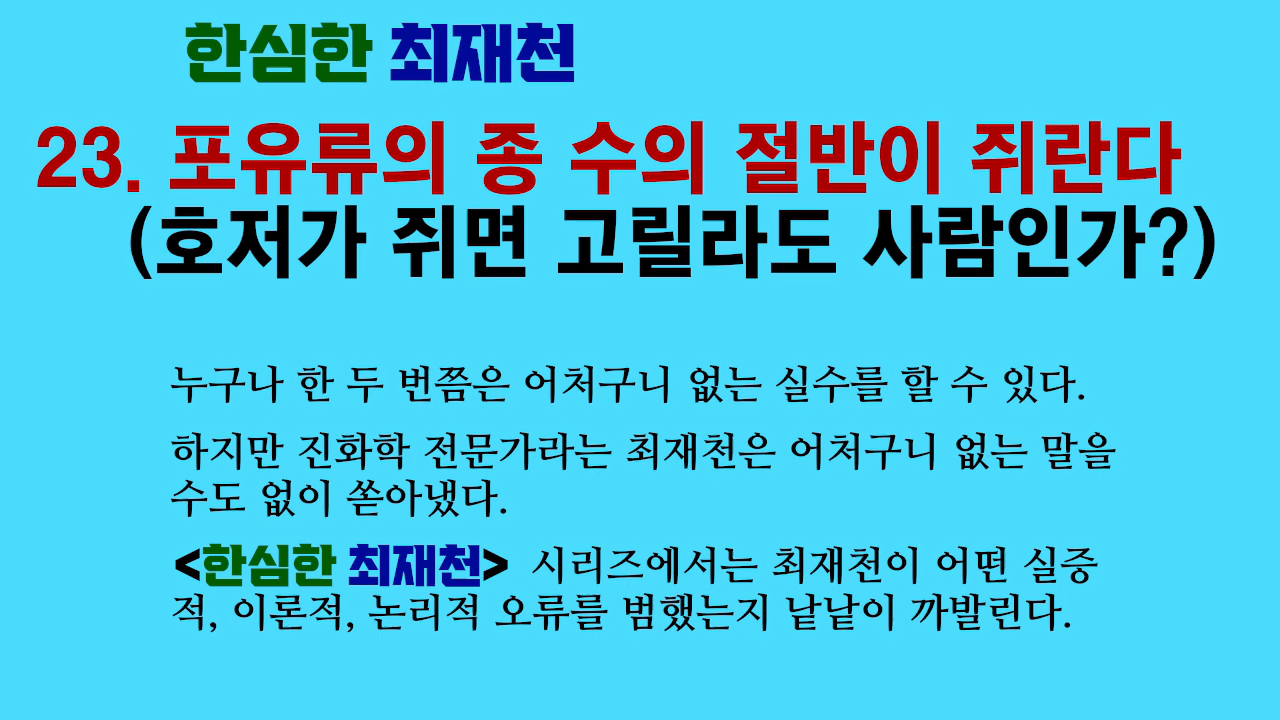 한심한 최재천
23. 포유류의 종 수의 절반이 쥐란다
(호저가 쥐면 고릴라도 사람인가?)
누구나 한 두 번쯤은 어처구니 없는 실수를 할 수 있다.
하지만 진화학 전문가라는 최재천은 어처구니 없는 말을
수도 없이 쏟아냈다.
<한심한 최재천> 시리즈에서는 최재천이 어떤 실증
적, 이론적, 논리적 오류를 범했는지 낱낱이 까발린다.